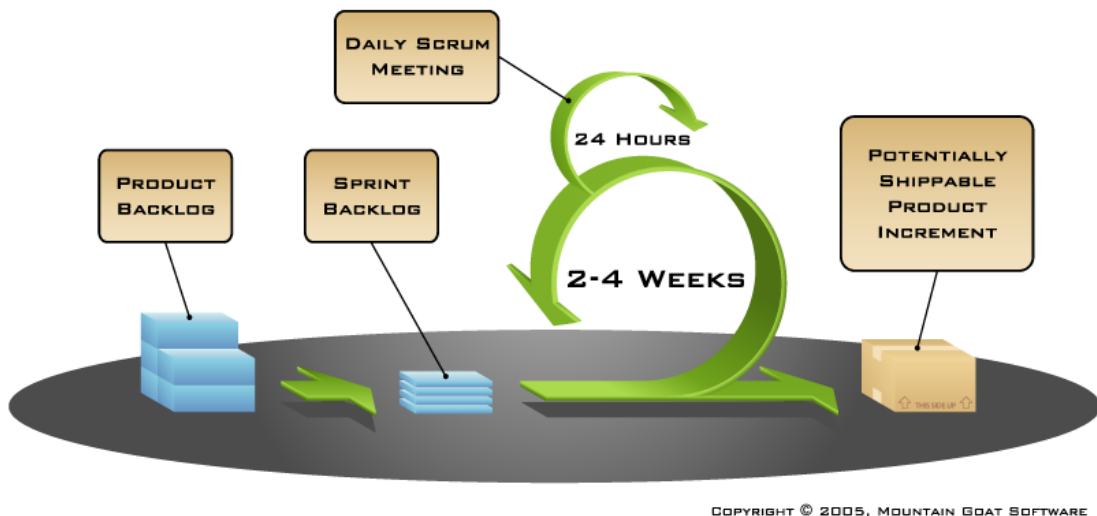 Daily Scrum
Meeting
24 Hours
Product
Backlog
Sprint
Backlog
Potentially
Shippable
Product
Increment
2-4 Weeks
THIS SIDE UP
Copyright © 2005, Mountain Goat Software